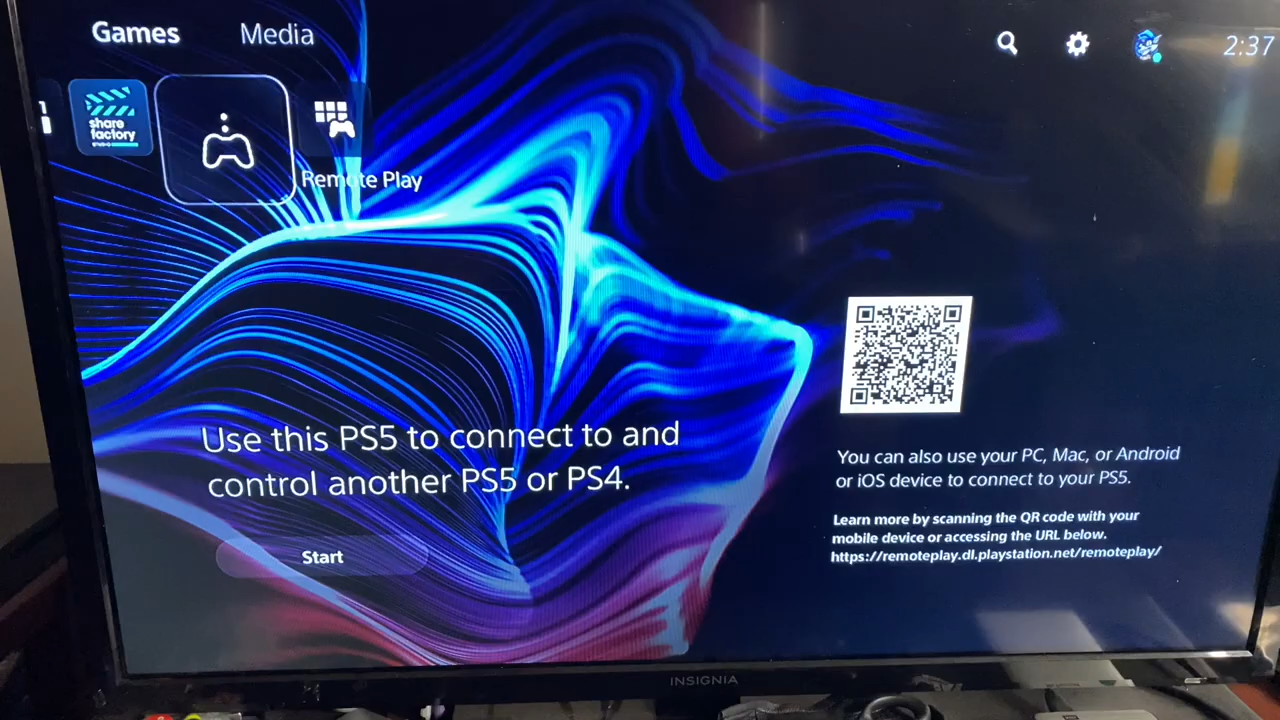 Games Media
2:37
share
factory
STUDIO
Remote Play
Use this PS5 to connect to and
control another PS5 or PS4.
Start
You can also use your PC, Mac, or Android
or iOS device to connect to your PS5.
Learn more by scanning the QR code with your
mobile device or accessing the URL below.
https://remoteplay.dl.playstation.net/remoteplay/
INSIGNIA